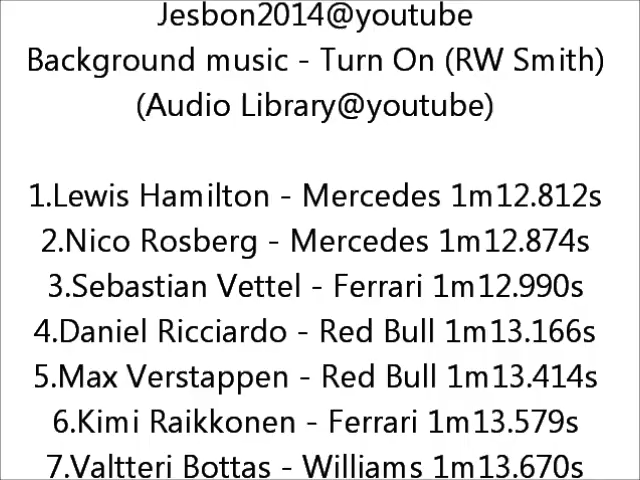 Jesbon2014@youtube
Background music - Turn On (RW Smith)
(Audio Library@youtube)
1.Lewis Hamilton - Mercedes 1m12.812s
2.Nico Rosberg - Mercedes 1m12.874s
3.Sebastian Vettel - Ferrari 1m12.990s
4.Daniel Ricciardo - Red Bull 1m13.166s
5.Max Verstappen - Red Bull 1m13.414s
6.Kimi Raikkonen - Ferrari 1m13.579s
7.Valtteri Bottas - Williams 1m13.670s